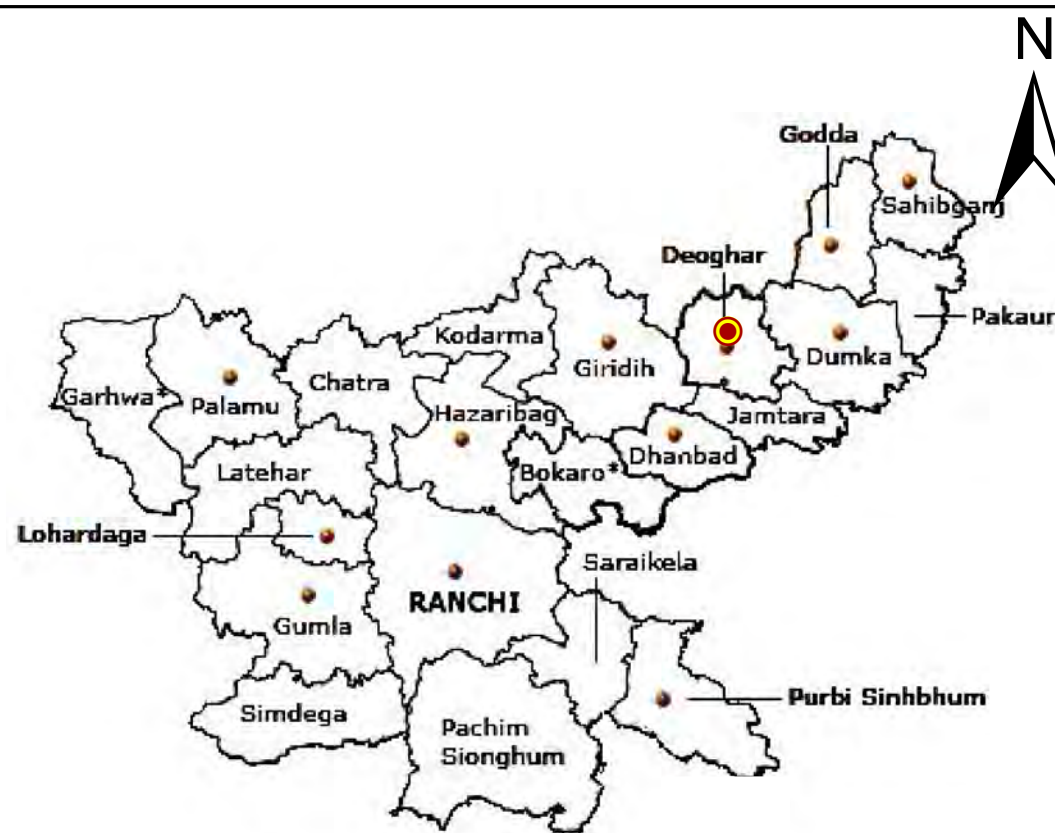 N
Godda
Sahibganj
Deoghar
Pakaur
Kodarma
Giridih
Dumka
Chatra
Garhwa*
Palamu
Hazaribag
Jamtara
Latehar
Bokaro*
Dhanbad
Lohardaga
Saraikela
RANCHI
Gumla
Purbi Sinhbhum
Simdega
Pachim
Sionghum